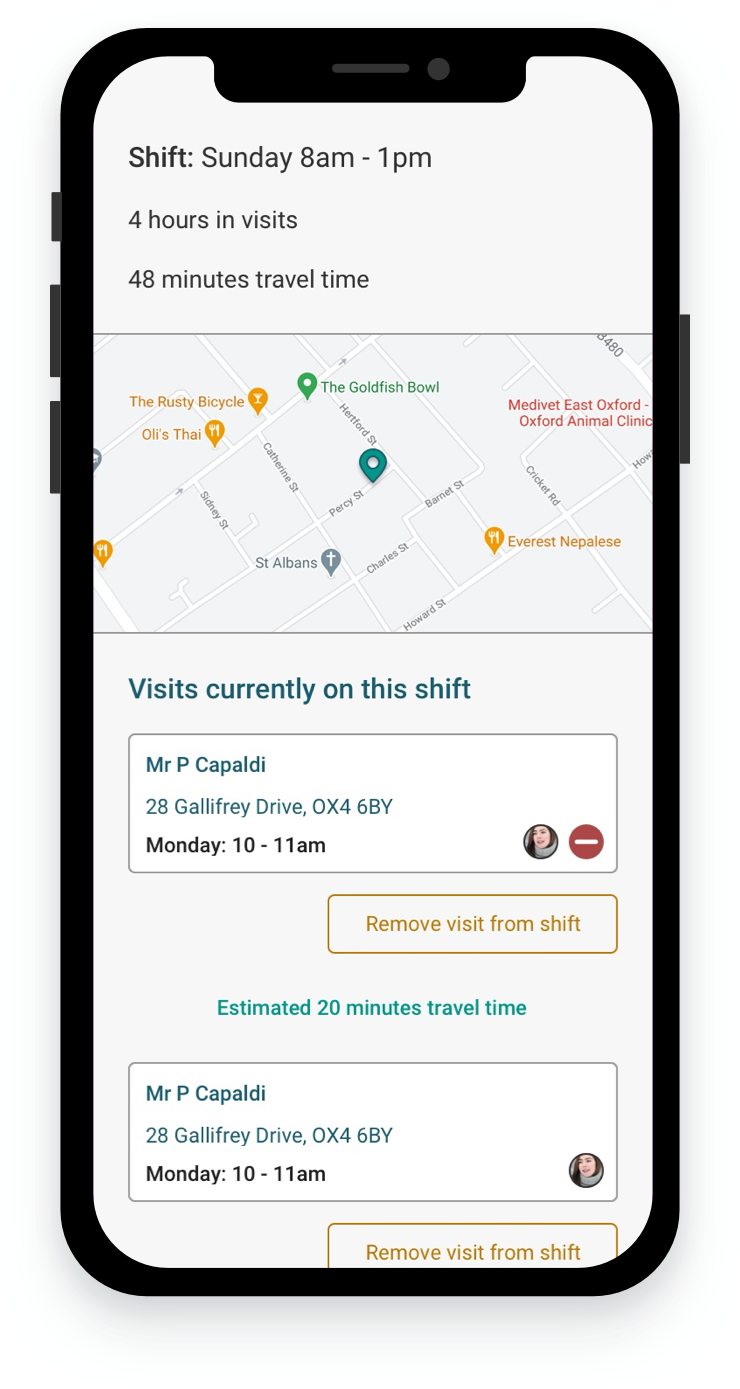 Shift: Sunday 8am - 1pm
4 hours in visits
48 minutes travel time
B480
The Goldfish Bowl
The Rusty Bicycle
Medivet East Oxford -
Oxford Animal Clinic
Hertford St
Oli's Thai
Catherine St
Howa
Cricket Rd
Sidney St
Percy St
Barnet St
Everest Nepalese
St Albans
Charles St
Howard St
Visits currently on this shift
Mr P Capaldi
28 Gallifrey Drive, OX4 6BY
Monday: 10 - 11am
Remove visit from shift
Estimated 20 minutes travel time
Mr P Capaldi
28 Gallifrey Drive, OX4 6BY
Monday: 10 - 11am
Remove visit from shift